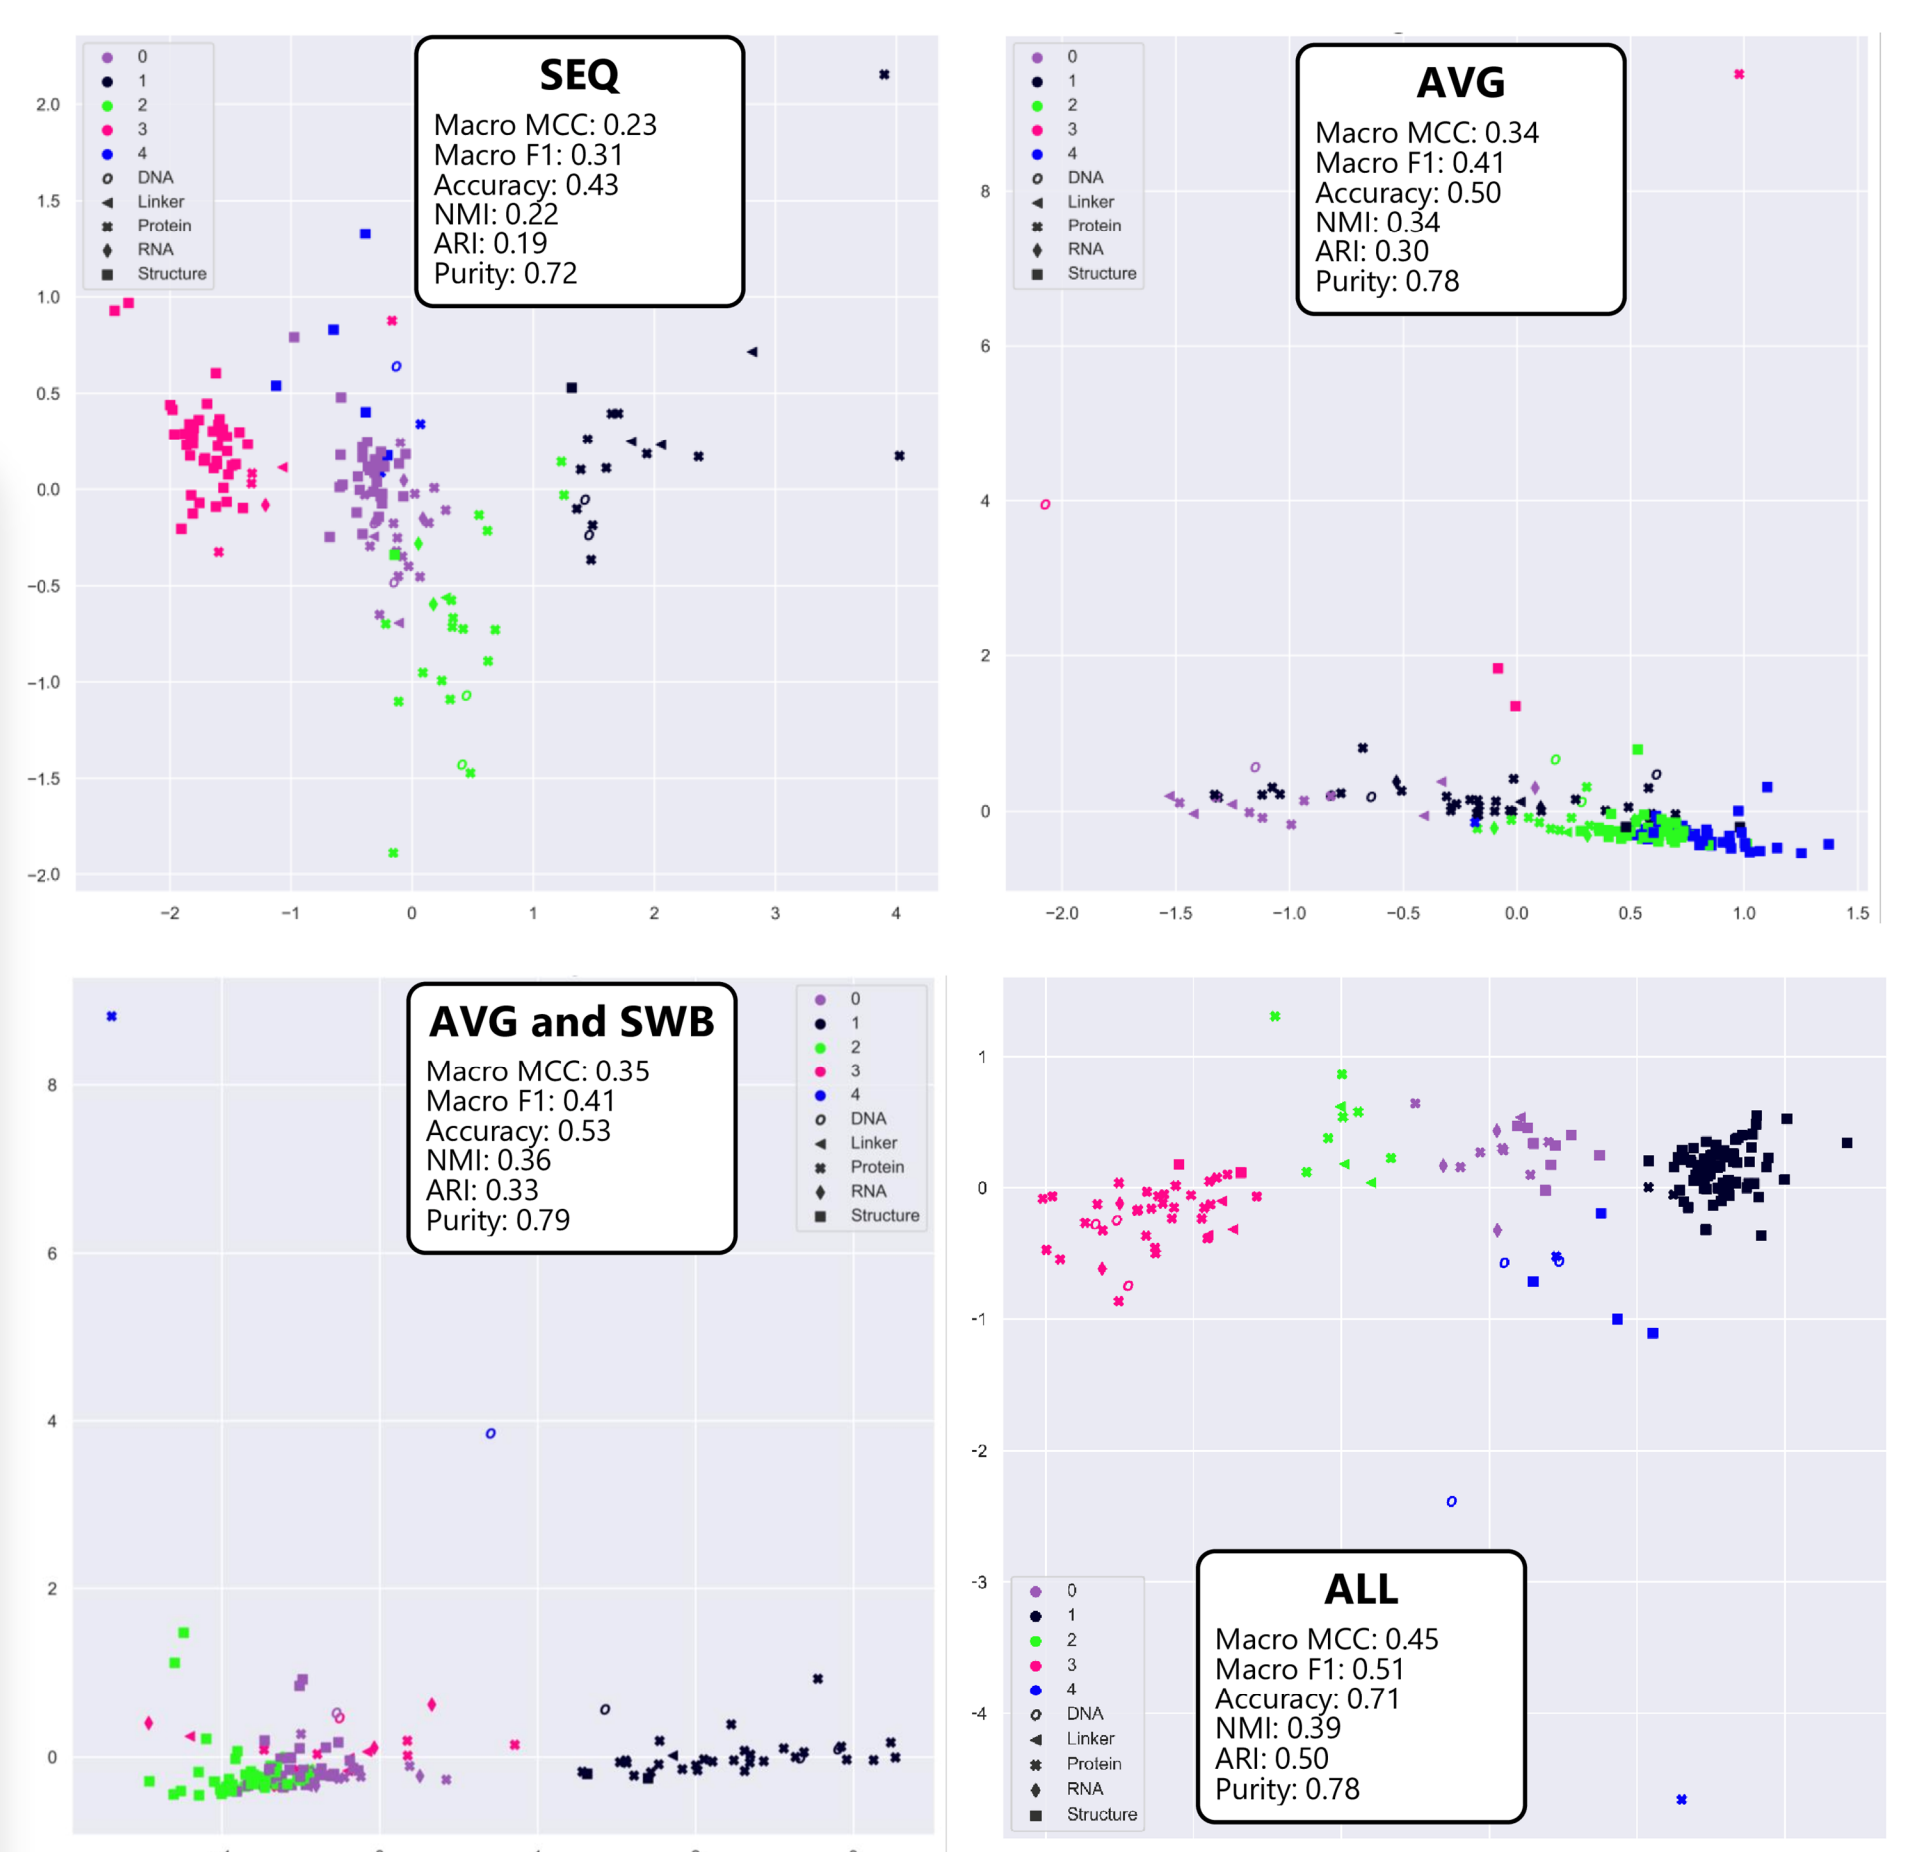 SEQ
Macro MCC: 0.23
Macro F1: 0.31
Accuracy: 0.43
NMI: 0.22
ARI: 0.19
Purity: 0.72
0
1
2
3
4
DNA
Linker
Protein
RNA
Structure
2.0
1.5
1.0
0.5
0.0
−0.5
−1.0
−1.5
−2.0
−2
−1
0
1
2
3
4
AVG
Macro MCC: 0.34
Macro F1: 0.41
Accuracy: 0.50
NMI: 0.34
ARI: 0.30
Purity: 0.78
0
1
2
3
4
DNA
Linker
Protein
RNA
Structure
8
6
4
2
0
−2.0
−1.5
−1.0
−0.5
0.0
0.5
1.0
1.5
AVG and SWB
Macro MCC: 0.35
Macro F1: 0.41
Accuracy: 0.53
NMI: 0.36
ARI: 0.33
Purity: 0.79
0
1
2
3
4
DNA
Linker
Protein
RNA
Structure
8
6
4
2
0
1
0
-1
-2
-3
-4
0
1
2
3
4
DNA
Linker
Protein
RNA
Structure
ALL
Macro MCC: 0.45
Macro F1: 0.51
Accuracy: 0.71
NMI: 0.39
ARI: 0.50
Purity: 0.78